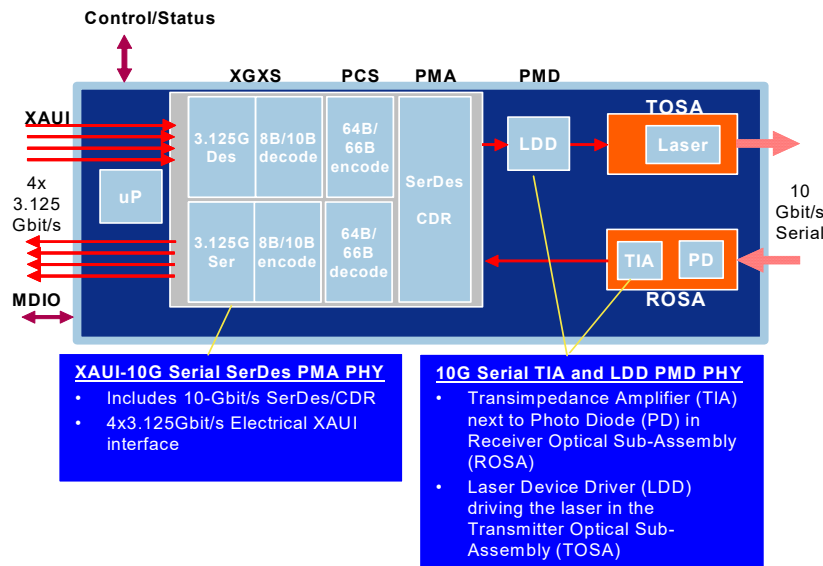 Control/Status
XGXS
PCS
PMA
PMD
XAUI
TOSA
3.125G
Des
8B/10B
decode
64B/
66B
encode
SerDes
CDR
LDD
Laser
4x
3.125
Gbit/s
uP
10
Gbit/s
Serial
3.125G
Ser
8B/10B
encode
64B/
66B
decode
TIA
PD
ROSA
MDIO
XAUI-10G Serial SerDes PMA PHY
• Includes 10-Gbit/s SerDes/CDR
• 4x3.125Gbit/s Electrical XAUI
interface
10G Serial TIA and LDD PMD PHY
• Transimpedance Amplifier (TIA)
next to Photo Diode (PD) in
Receiver Optical Sub-Assembly
(ROSA)
• Laser Device Driver (LDD)
driving the laser in the
Transmitter Optical Sub-
Assembly (TOSA)